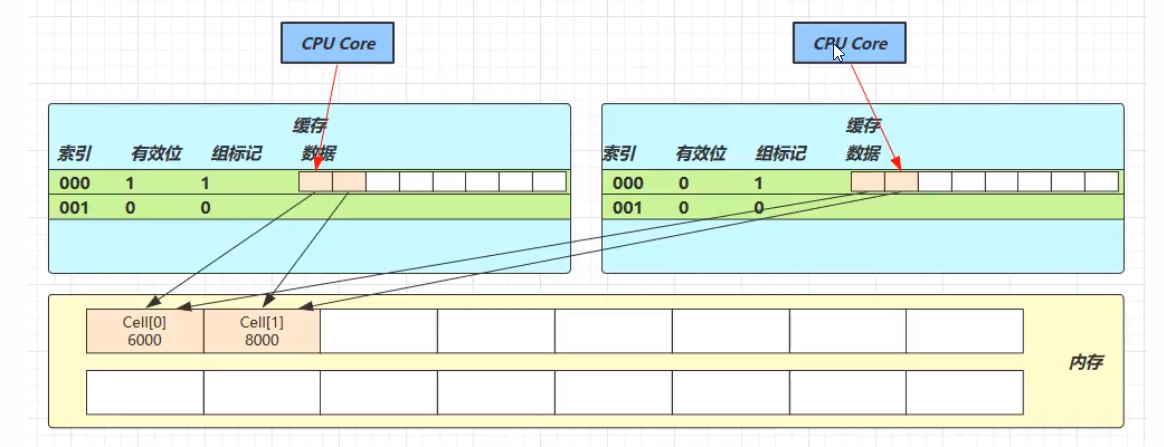 CPU Core
CPU Core
缓存
索引 有效位 组标记 数据
000 1 1
001 0 0
缓存
索引 有效位 组标记 数据
000 0 1
001 0 0
Cell[0]
6000
Cell[1]
8000
内存